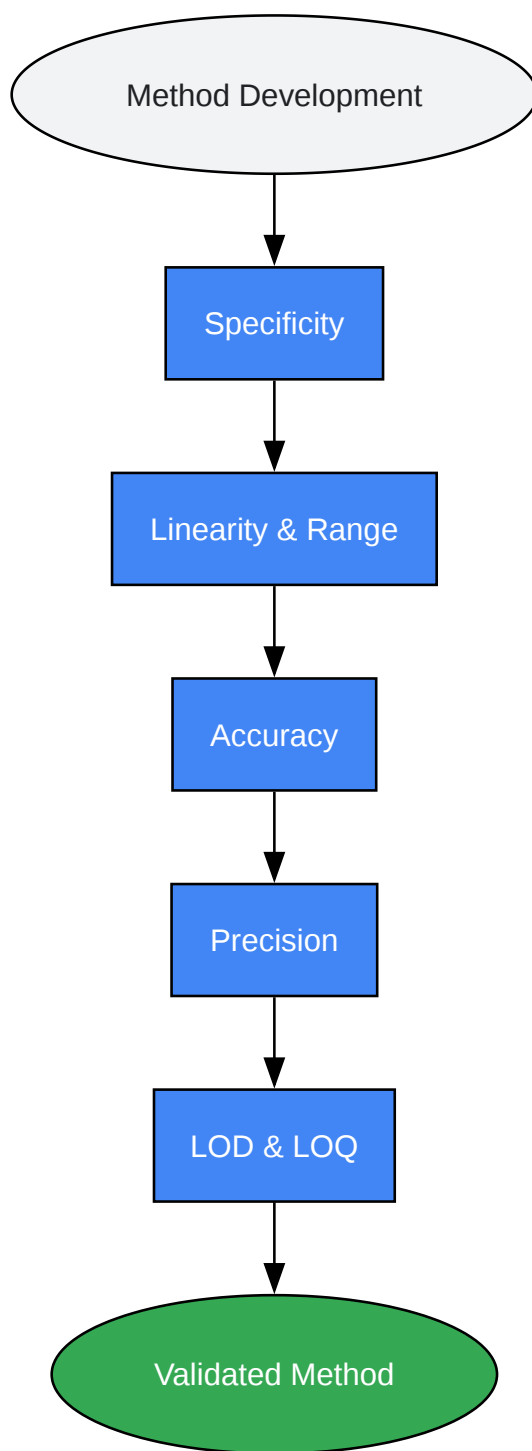 Method Development
Specificity
Linearity & Range
Accuracy
Precision
LOD & LOQ
Validated Method